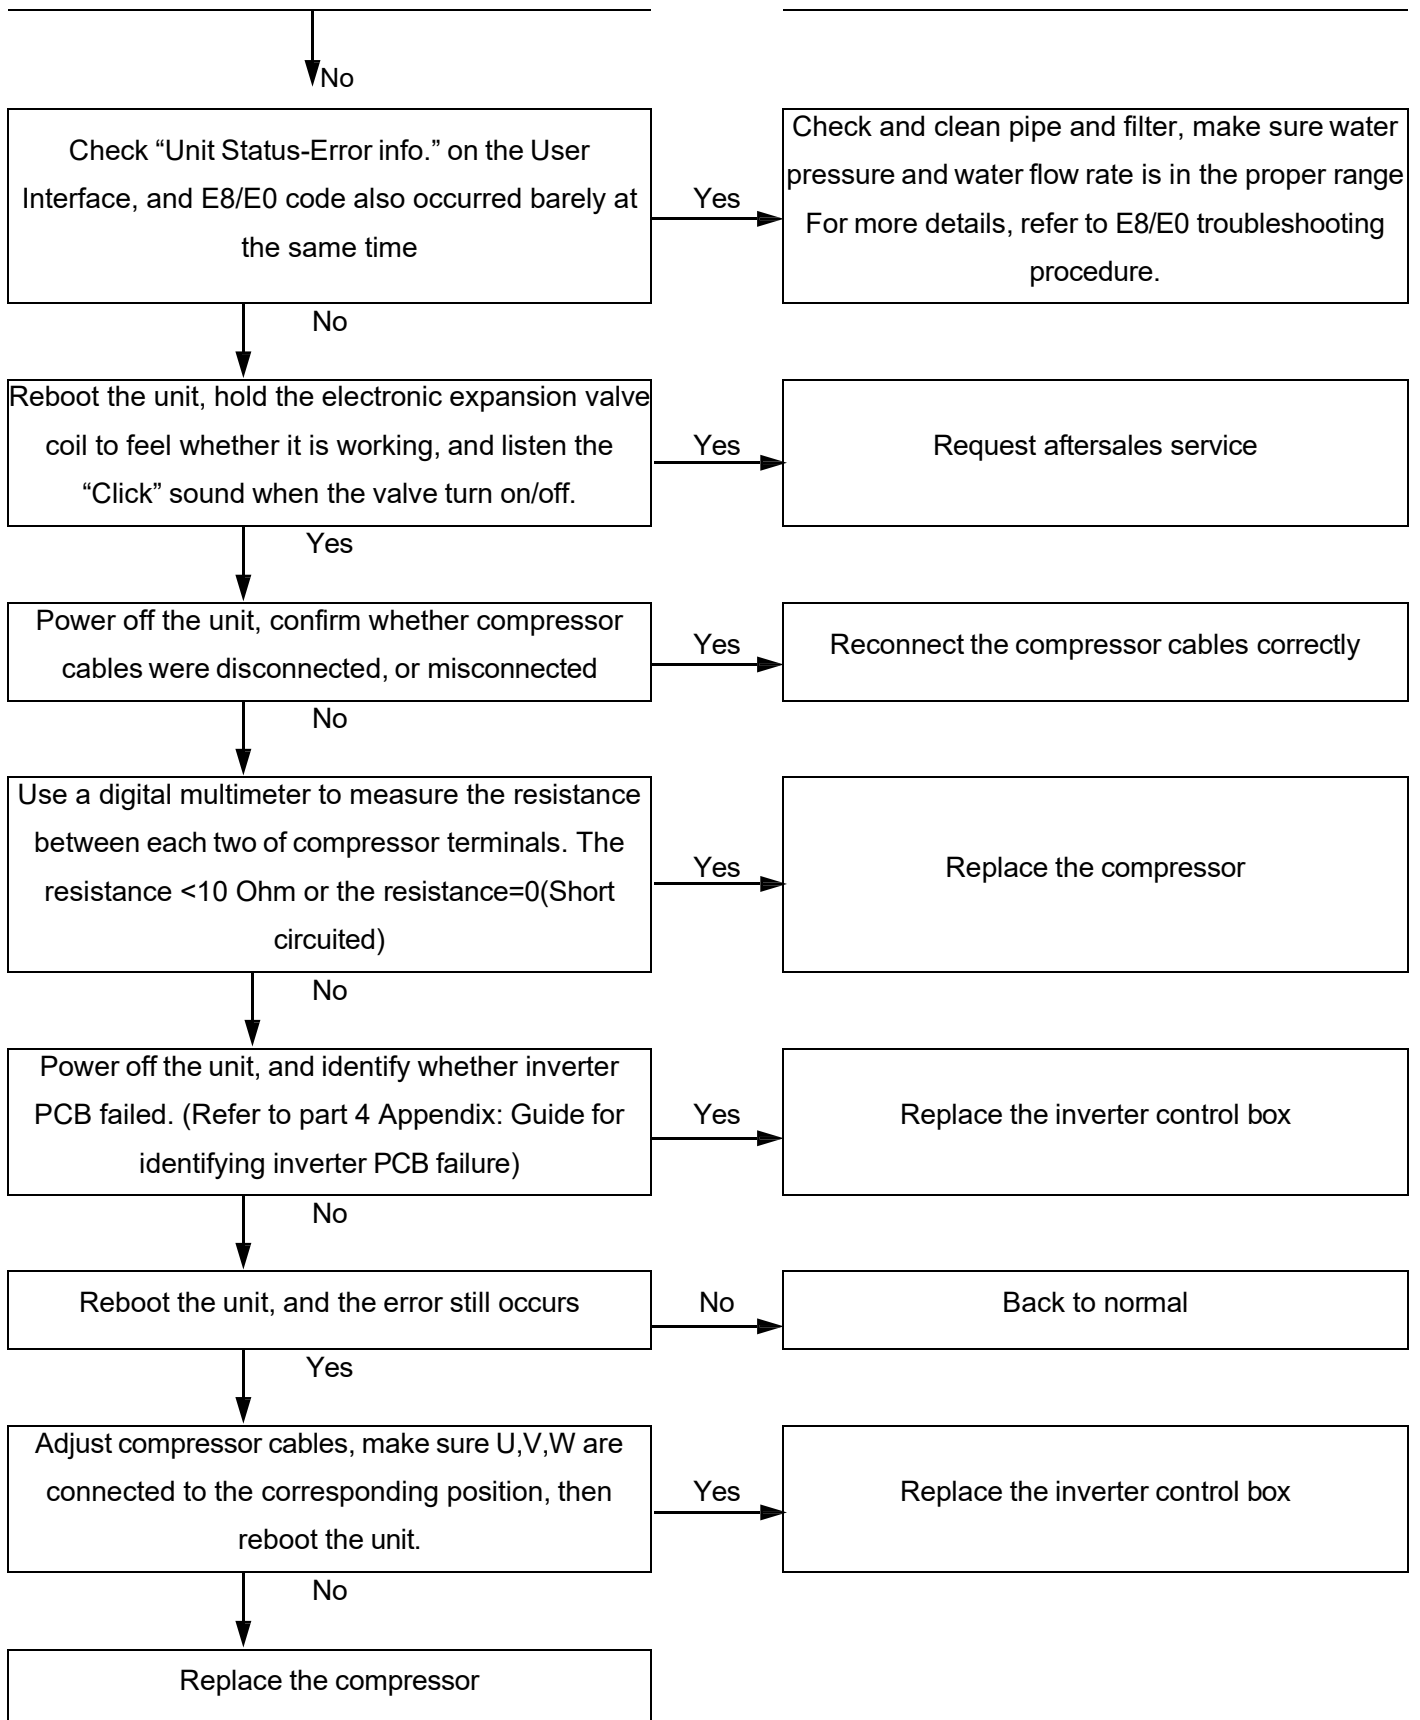 No
Check “Unit Status-Error info.” on the User
Interface, and E8/E0 code also occurred barely at
the same time
Yes
Check and clean pipe and filter, make sure water
pressure and water flow rate is in the proper range
For more details, refer to E8/E0 troubleshooting
procedure.
No
Reboot the unit, hold the electronic expansion valve
coil to feel whether it is working, and listen the
“Click” sound when the valve turn on/off.
Yes
Request aftersales service
Yes
Power off the unit, confirm whether compressor
cables were disconnected, or misconnected
Yes
Reconnect the compressor cables correctly
No
Use a digital multimeter to measure the resistance
between each two of compressor terminals. The
resistance <10 Ohm or the resistance=0(Short
circuited)
Yes
Replace the compressor
No
Power off the unit, and identify whether inverter
PCB failed. (Refer to part 4 Appendix: Guide for
identifying inverter PCB failure)
Yes
Replace the inverter control box
No
Reboot the unit, and the error still occurs
No
Back to normal
Yes
Adjust compressor cables, make sure U,V,W are
connected to the corresponding position, then
reboot the unit.
Yes
Replace the inverter control box
No
Replace the compressor